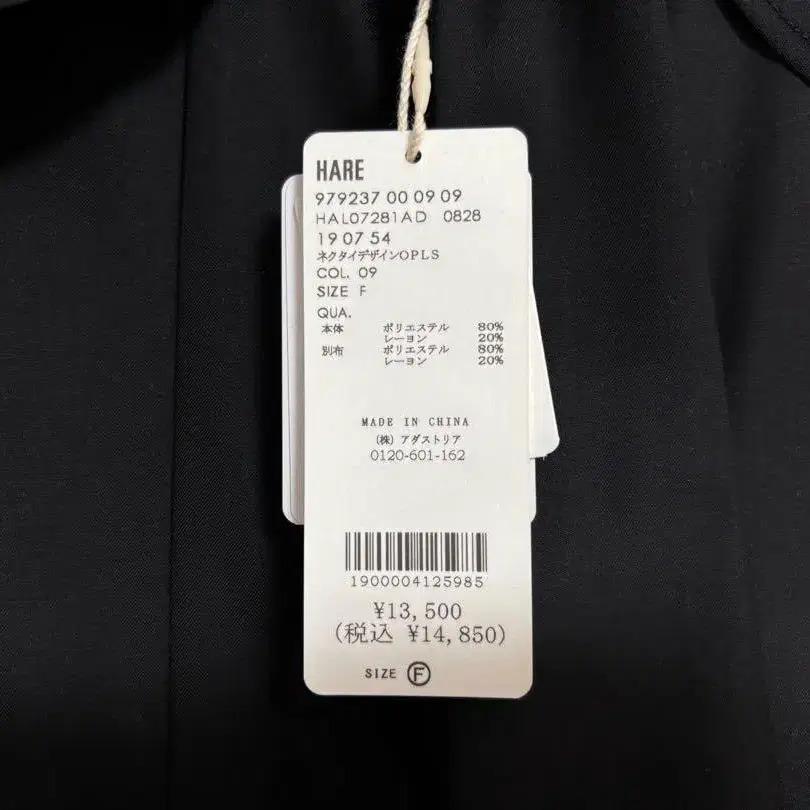 HARE
979237 00 09 09
HAL07281AD 0828
19 07 54
ネクタイデザインOPLS
COL. 09
SIZE F
QUA.
本体 ポリエステル 80%
レーヨン 20%
別布 ポリエステル 80%
レーヨン 20%
MADE IN CHINA
(株) アダストリア
0120-601-162
1900004125985
¥13,500
(税込 ¥14,850)
SIZE F